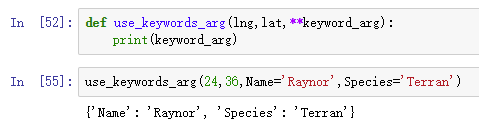 In [52]: def use_keywords_arg(lng,lat,**keyword_arg):
print(keyword_arg)
In [55]: use_keywords_arg(24,36,Name='Raynor',Species='Terran')
{'Name': 'Raynor', 'Species': 'Terran'}